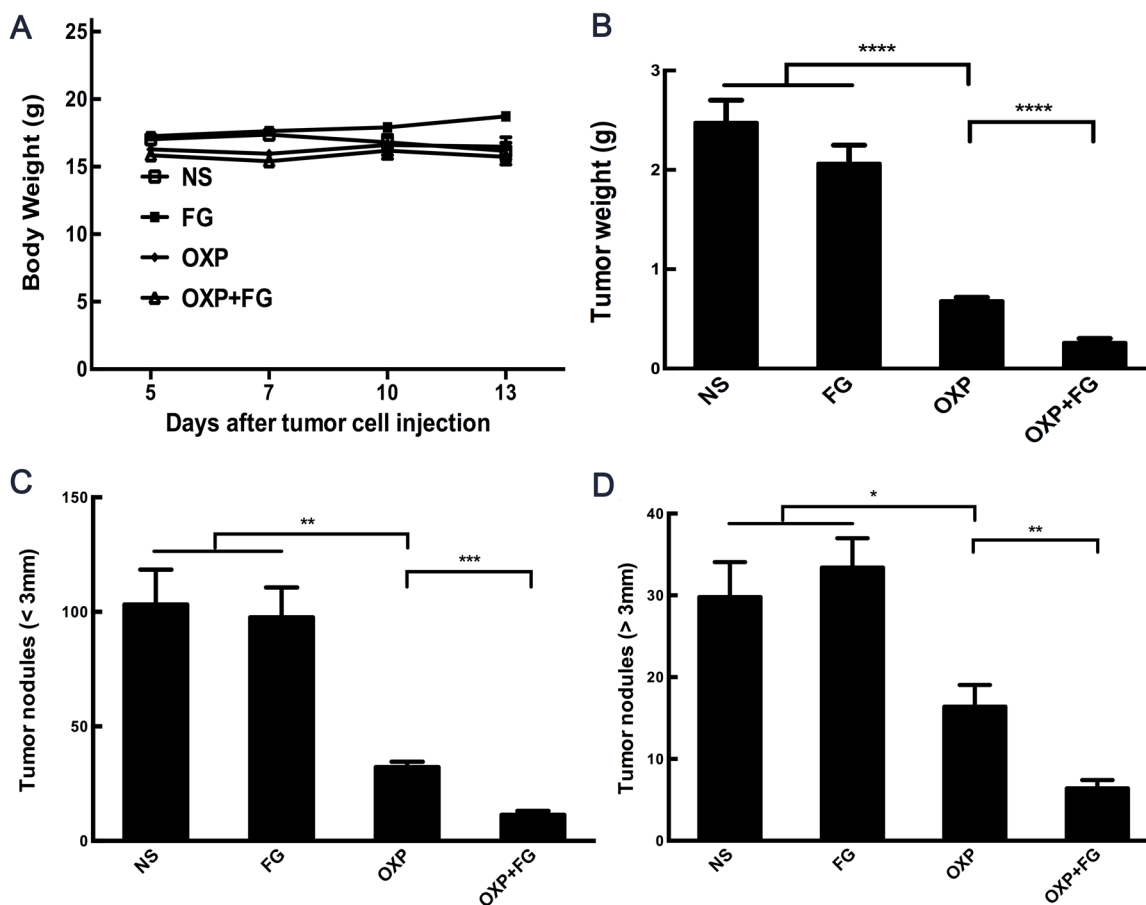 A
Body Weight (g)
25
20
15
10
5
0
NS
FG
OXP
OXP+FG
5 7 10 13
Days after tumor cell injection
B
Tumor weight (g)
3
2
1
0
****
****
NS FG OXP OXP+FG
C
Tumor nodules (< 3mm)
150
100
50
0
**
***
NS FG OXP OXP+FG
D
Tumor nodules (> 3mm)
40
30
20
10
0
*
**
NS FG OXP OXP+FG